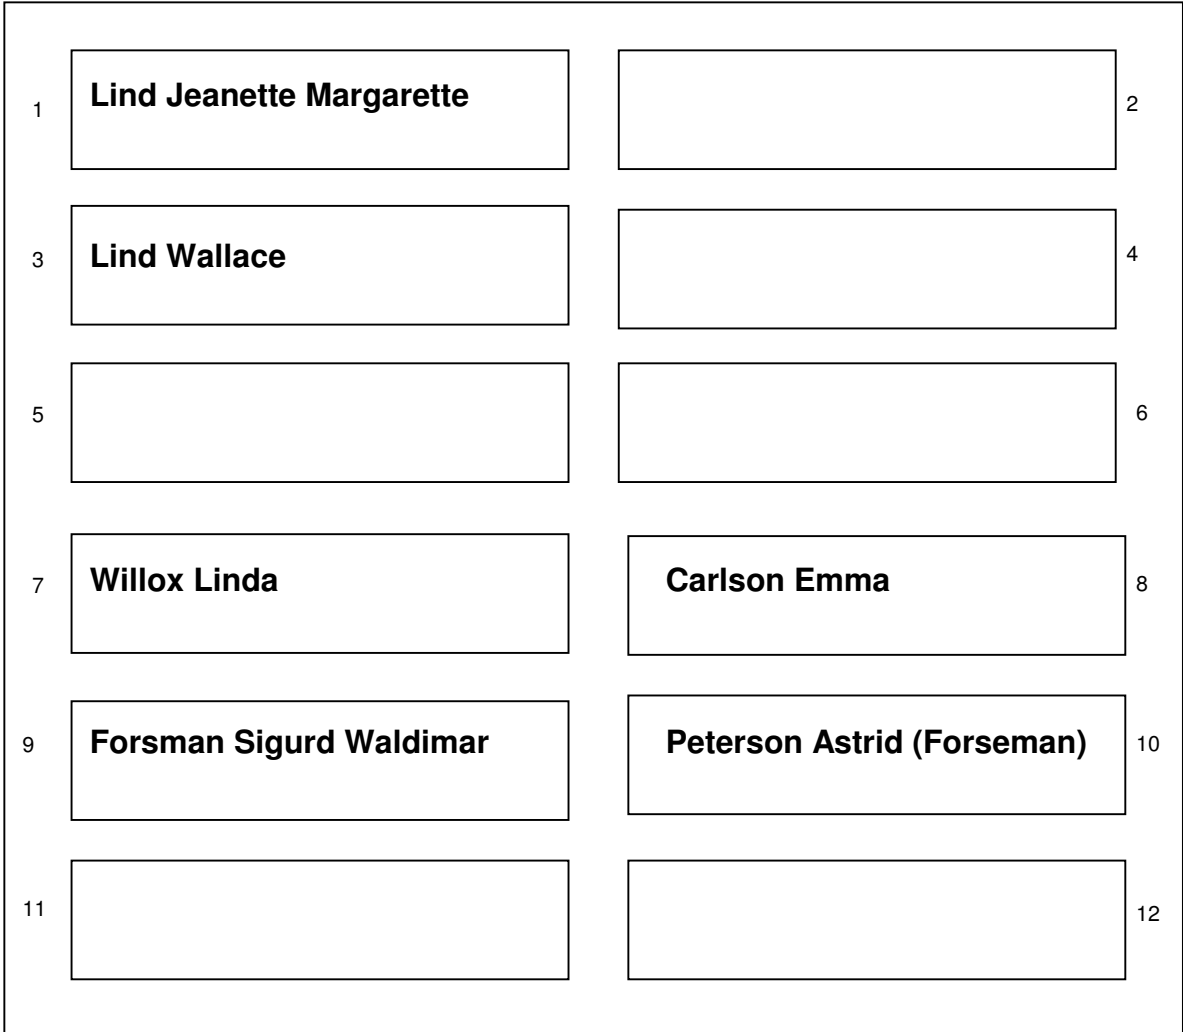 1 Lind Jeanette Margarette 2
3 Lind Wallace 4
5 6
7 Willox Linda Carlson Emma 8
9 Forsman Sigurd Waldimar Peterson Astrid (Forseman) 10
11 12